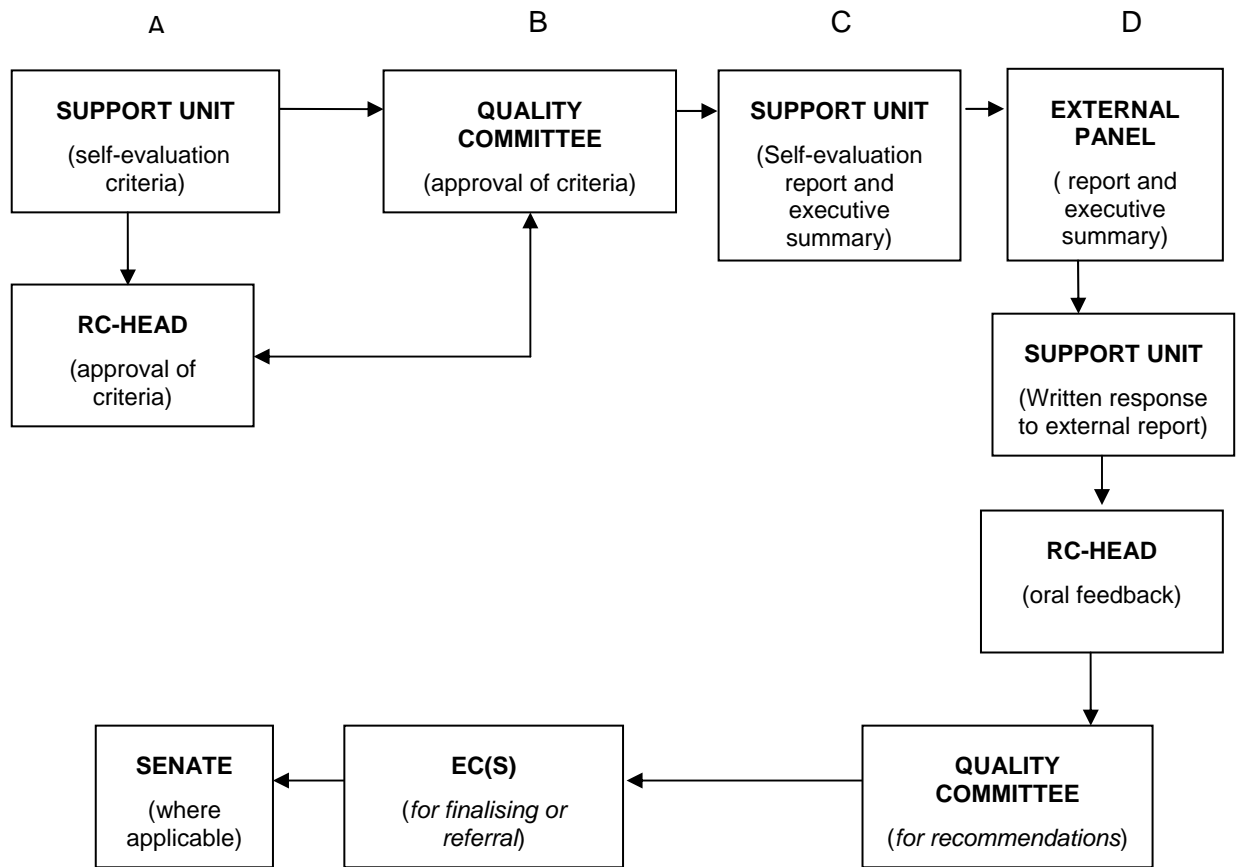 A
B
C
D
SUPPORT UNIT
(self-evaluation
criteria)
QUALITY
COMMITTEE
(approval of criteria)
SUPPORT UNIT
(Self-evaluation
report and
executive
summary)
EXTERNAL
PANEL
( report and
executive
summary)
RC-HEAD
(approval of
criteria)
SUPPORT UNIT
(Written response
to external report)
RC-HEAD
(oral feedback)
SENATE
(where
applicable)
EC(S)
(for finalising or
referral)
QUALITY
COMMITTEE
(for recommendations)